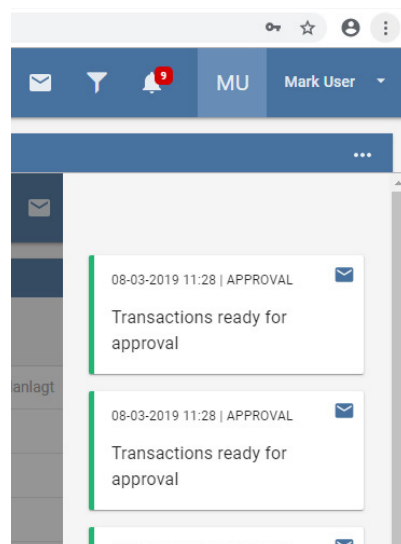 9
MU Mark User
08-03-2019 11:28 | APPROVAL
Transactions ready for
approval
anlagt
08-03-2019 11:28 | APPROVAL
Transactions ready for
approval